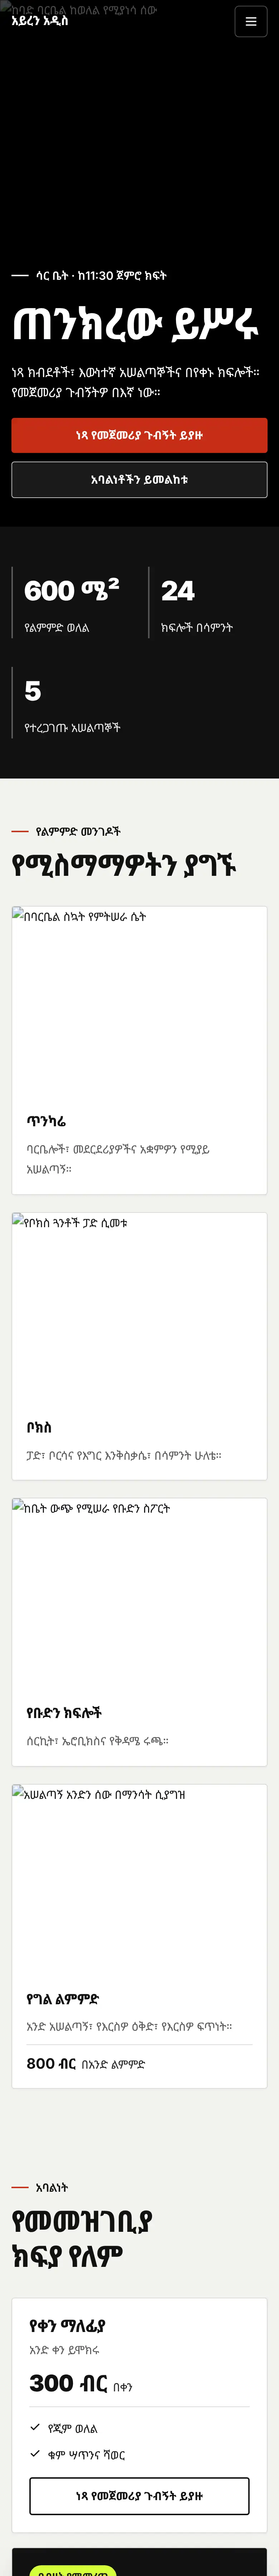 ከባድ ባርቤል ከወለል የሚያነሳ ሰው
አይረን አዲስ
ሳር ቤት · ከ11:30 ጀምሮ ክፍት
ጠንክረው ይሥሩ
ነጻ ክብደቶች፣ እውነተኛ አሠልጣኞችና በየቀኑ ክፍሎች።
የመጀመሪያ ጉብኝትዎ በእኛ ነው።
ነጻ የመጀመሪያ ጉብኝት ይያዙ
አባልነቶችን ይመልከቱ
600 ሜ²
24
የልምምድ ወለል
ክፍሎች በሳምንት
5
የተረጋገጡ አሠልጣኞች
የልምምድ መንገዶች
የሚስማማዎትን ያግኙ
በባርቤል ስኳት የምትሠራ ሴት
ጥንካሬ
ባርቤሎች፣ መደርደሪያዎችና አቋምዎን የሚያይ
አሠልጣኝ።
የቦክስ ጓንቶች ፓድ ሲመቱ
ቦክስ
ፓድ፣ ቦርሳና የእግር እንቅስቃሴ፣ በሳምንት ሁለቴ።
ከቤት ውጭ የሚሠራ የቡድን ስፖርት
የቡድን ክፍሎች
ሰርኪት፣ ኤሮቢክስና የቅዳሜ ሩጫ።
አሠልጣኝ አንድን ሰው በማንሳት ሲያግዝ
የግል ልምምድ
አንድ አሠልጣኝ፣ የእርስዎ ዕቅድ፣ የእርስዎ ፍጥነት።
800 ብር በአንድ ልምምድ
አባልነት
የመመዝገቢያ
ክፍያ የለም
የቀን ማለፊያ
አንድ ቀን ይሞክሩ
300 ብር በቀን
የጂም ወለል
ቁም ሣጥንና ሻወር
ነጻ የመጀመሪያ ጉብኝት ይያዙ